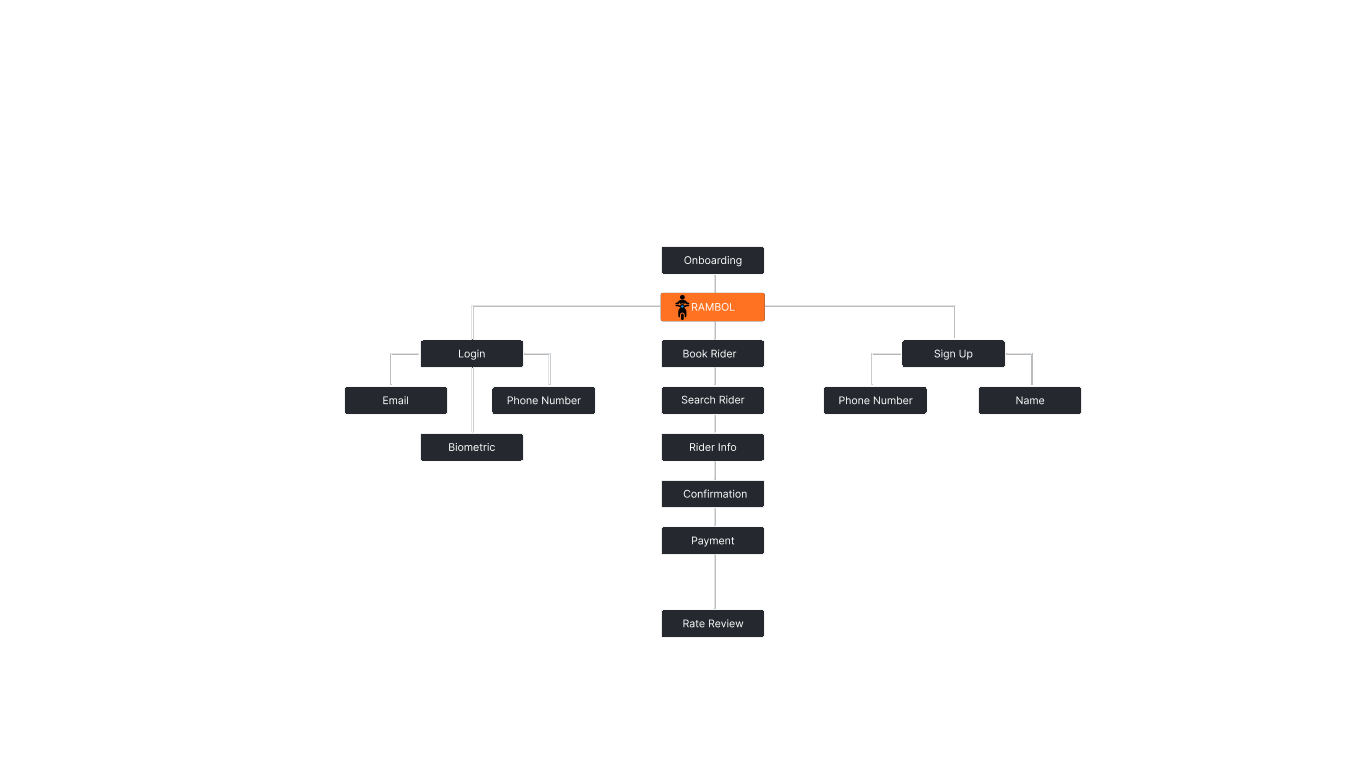 Onboarding
RAMBOL
Login
Book Rider
Sign Up
Email
Phone Number
Search Rider
Phone Number
Name
Biometric
Rider Info
Confirmation
Payment
Rate Review